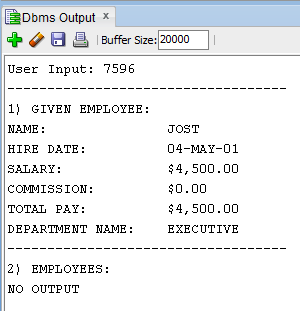 Dbms Output x
Buffer Size: 20000
User Input: 7596
--------------------------------
1) GIVEN EMPLOYEE:
NAME: JOST
HIRE DATE: 04-MAY-01
SALARY: $4,500.00
COMMISSION: $0.00
TOTAL PAY: $4,500.00
DEPARTMENT NAME: EXECUTIVE
--------------------------------
2) EMPLOYEES:
NO OUTPUT